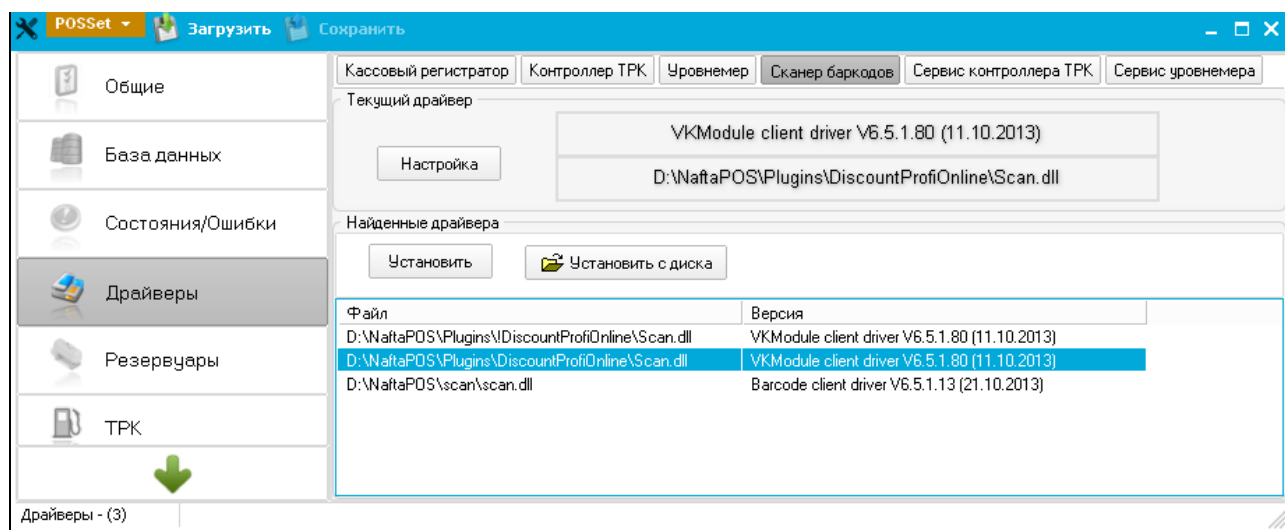 POSSet Загрузить Сохранить
Общие
База данных
Состояния/Ошибки
Драйверы
Резервуары
ТРК
Кассовый регистратор Контроллер ТРК Уровнемер Сканер баркодов Сервис контроллера ТРК Сервис уровнемера
Текущий драйвер
Настройка
VKModule client driver V6.5.1.80 (11.10.2013)
D:\NaftaPOS\Plugins\DiscountProfiOnline\Scan.dll
Найденные драйвера
Установить Установить с диска
Файл Версия
D:\NaftaPOS\Plugins\!DiscountProfiOnline\Scan.dll VKModule client driver V6.5.1.80 (11.10.2013)
D:\NaftaPOS\Plugins\DiscountProfiOnline\Scan.dll VKModule client driver V6.5.1.80 (11.10.2013)
D:\NaftaPOS\scan\scan.dll Barcode client driver V6.5.1.13 (21.10.2013)
Драйверы - (3)